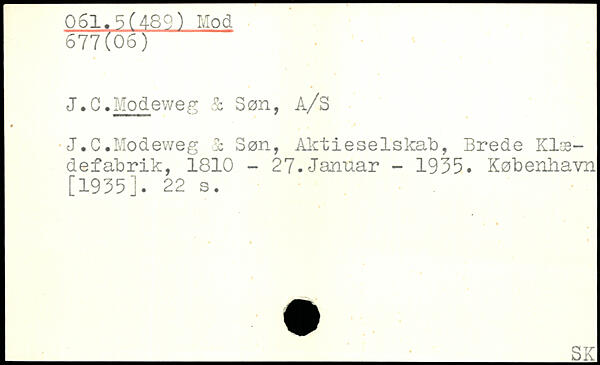 061.5(489) Mod
677(06)
J.C.Modeweg & Søn, A/S
J.C.Modeweg & Søn, Aktieselskab, Brede Klæ-
defabrik, 1810 - 27.Januar - 1935. København
[1935]. 22 s.
SK